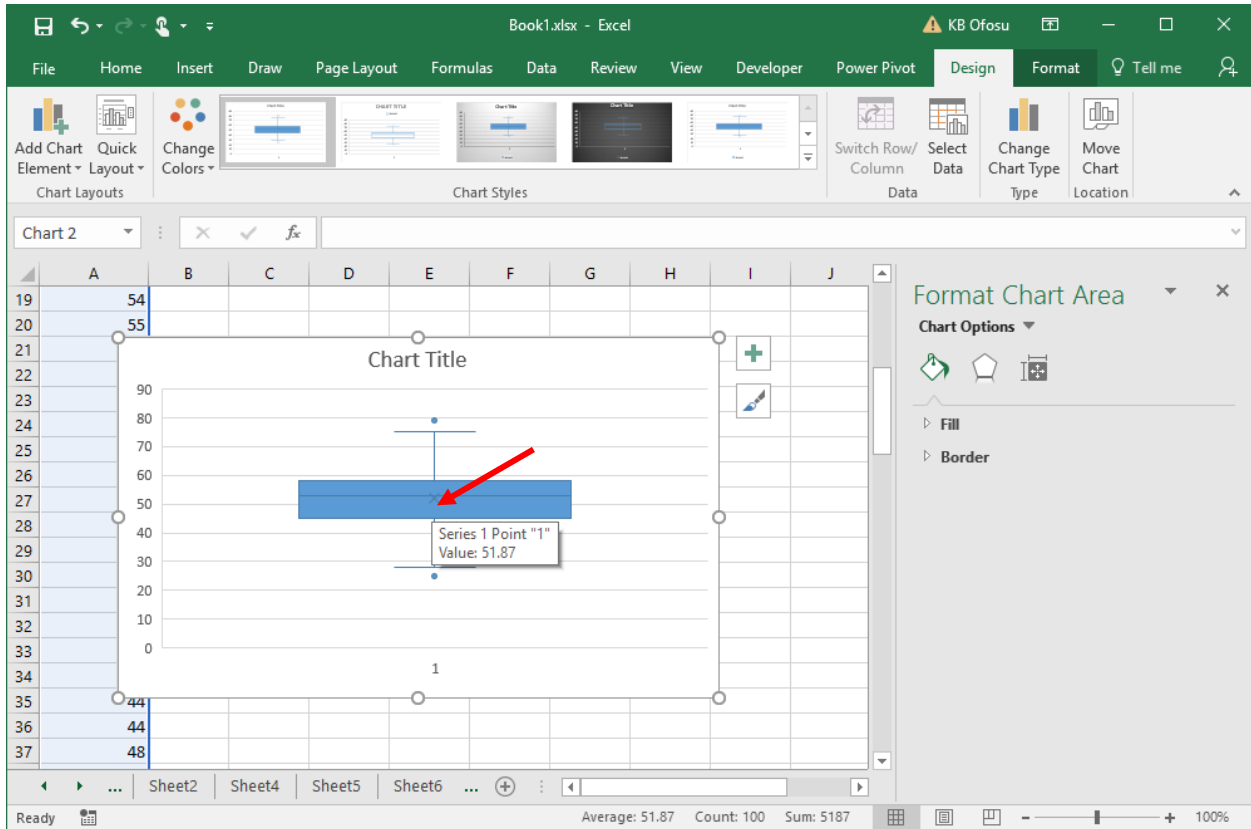 Book1.xlsx - Excel
KB Ofosu
File Home Insert Draw Page Layout Formulas Data Review View Developer Power Pivot Design Format Tell me
Add Chart Element
Quick Layout
Change Colors
Switch Row/ Column
Select Data
Change Chart Type
Move Chart
Chart Layouts
Chart Styles
Data
Type
Location
Chart 2
fx
A B C D E F G H I J
19 54
20 55
21
22
23
24
25
26
27
28
29
30
31
32
33
34
35 44
36 44
37 48
Chart Title
90
80
70
60
50
40
30
20
10
0
1
Series 1 Point "1"
Value: 51.87
Format Chart Area
Chart Options
Fill
Border
... Sheet2 Sheet4 Sheet5 Sheet6 ...
Ready
Average: 51.87 Count: 100 Sum: 5187
100%